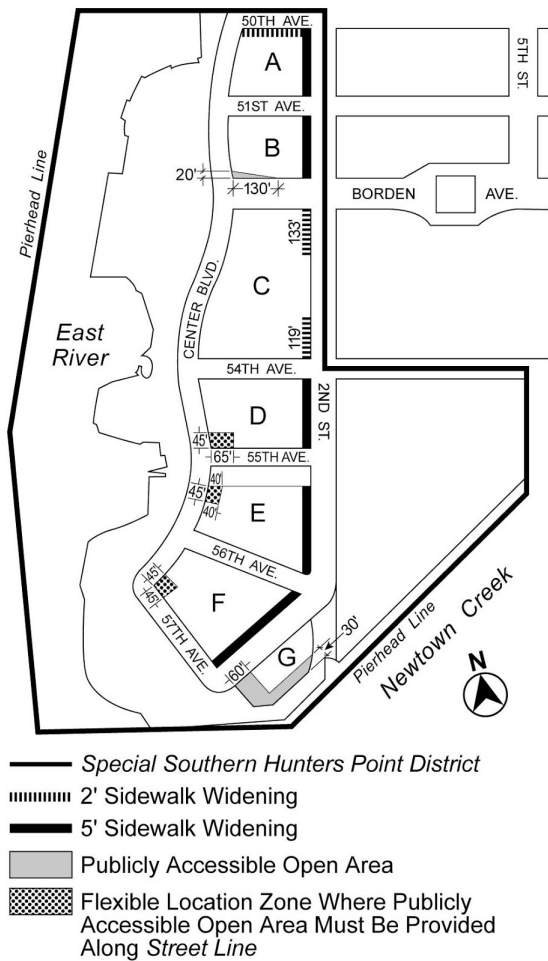 50TH AVE.
A
5TH ST.
51ST AVE.
B
20'
130'
BORDEN AVE.
Pierhead Line
133'
CENTER BLVD.
C
East
River
119'
54TH AVE.
2ND ST.
D
45'
65'
55TH AVE.
40'
45'
40'
E
56TH AVE.
45'
45'
F
57TH AVE.
G
30'
60'
Pierhead Line
Newtown Creek
N
Special Southern Hunters Point District
2' Sidewalk Widening
5' Sidewalk Widening
Publicly Accessible Open Area
Flexible Location Zone Where Publicly
Accessible Open Area Must Be Provided
Along Street Line